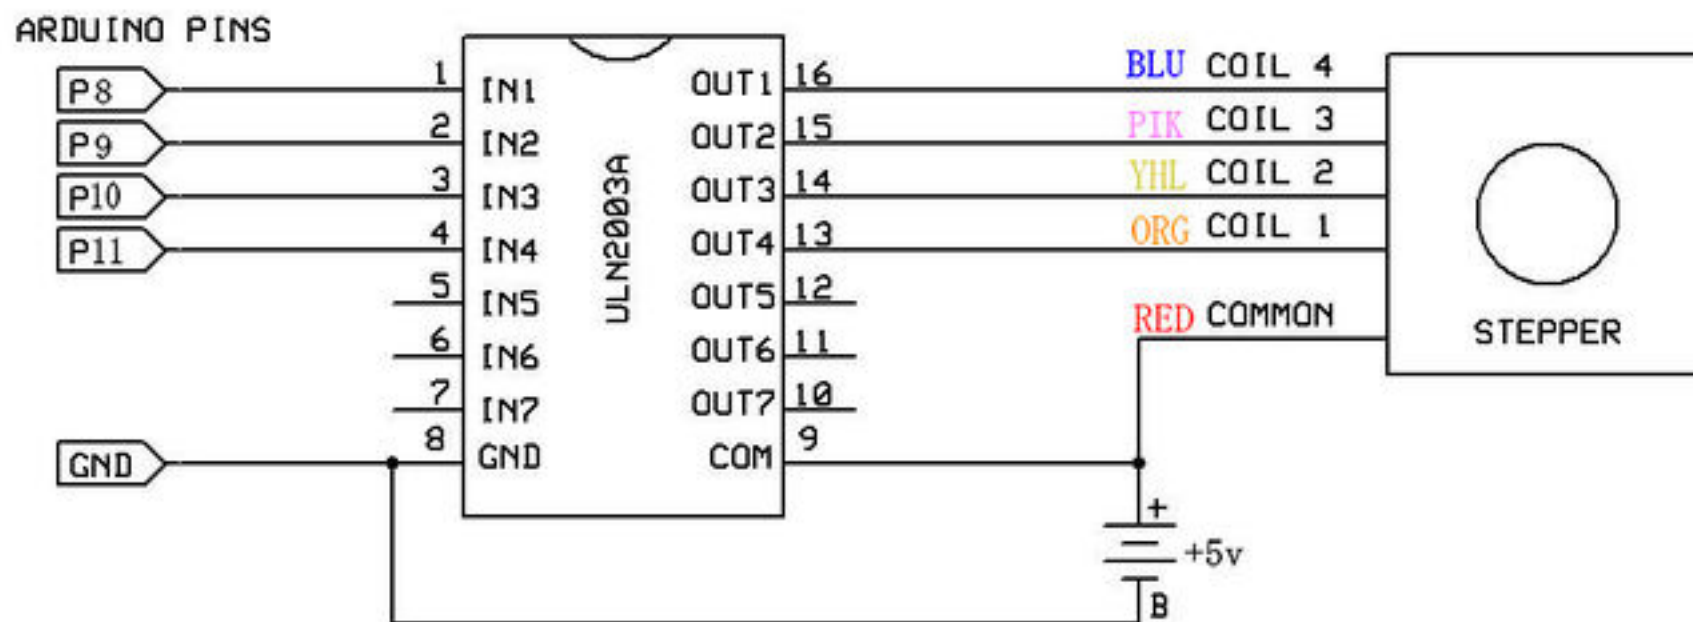 ARDUINO PINS
P8 1 IN1 OUT1 16 BLU COIL 4
P9 2 IN2 OUT2 15 PIK COIL 3
P10 3 IN3 OUT3 14 YHL COIL 2
P11 4 IN4 OUT4 13 ORG COIL 1
5 IN5 OUT5 12 RED COMMON
ULN2003A
STEPPER
6 IN6 OUT6 11
7 IN7 OUT7 10
GND 8 GND COM 9
+
+5v
B